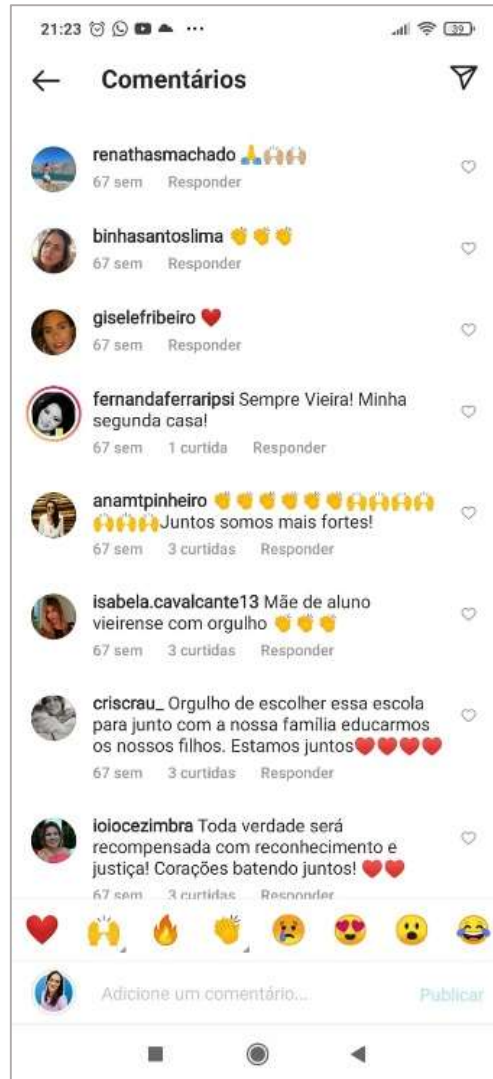 21:23 ... 39
Comentários
renathasmachado 🙏🙌🏼🙌🏼
67 sem Responder
binhasantoslima 👏👏👏
67 sem Responder
giselefribeiro ❤️
67 sem Responder
fernandaferraripsi Sempre Vieira! Minha
segunda casa!
67 sem 1 curtida Responder
anamtpinheiro 👏👏👏👏👏👏🙌🙌🙌🙌
🙌🙌🙌Juntos somos mais fortes!
67 sem 3 curtidas Responder
isabela.cavalcante13 Mãe de aluno
vieirense com orgulho 👏👏👏
67 sem 3 curtidas Responder
criscrau_ Orgulho de escolher essa escola
para junto com a nossa família educarmos
os nossos filhos. Estamos juntos❤️❤️❤️❤️
67 sem 3 curtidas Responder
ioiocezimbra Toda verdade será
recompensada com reconhecimento e
justiça! Corações batendo juntos! ❤️❤️
67 sem 3 curtidas Responder
❤️ 🙌 🔥 👏 😢 😍 😮 😂
Adicione um comentário... Publicar